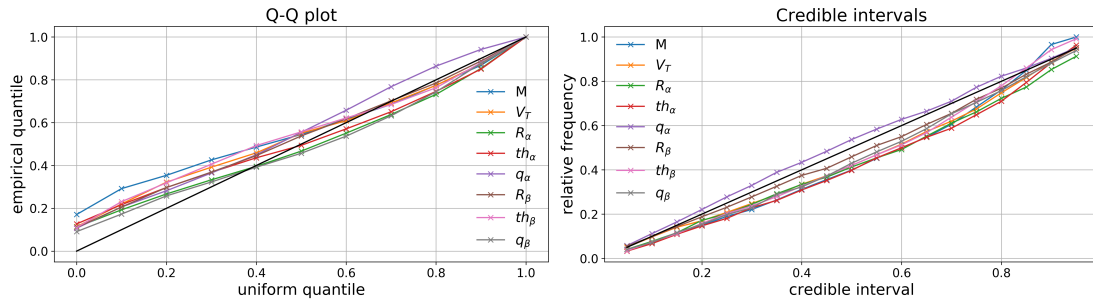 Q-Q plot
empirical quantile
1.0
0.8
0.6
0.4
0.2
0.0
M
V_T
R_α
th_α
q_α
R_β
th_β
q_β
0.0 0.2 0.4 0.6 0.8 1.0
uniform quantile
Credible intervals
relative frequency
1.0
0.8
0.6
0.4
0.2
0.0
M
V_T
R_α
th_α
q_α
R_β
th_β
q_β
0.2 0.4 0.6 0.8
credible interval